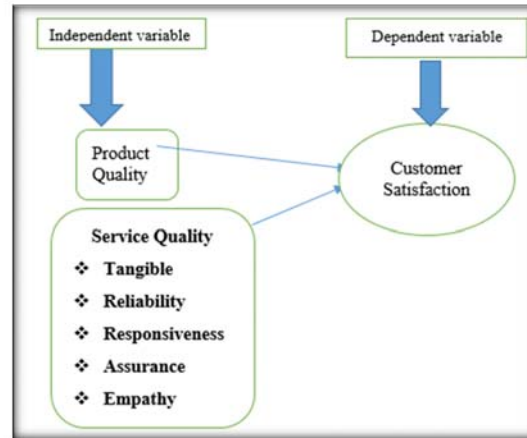 Independent variable
Dependent variable
Product
Quality
Customer
Satisfaction
Service Quality
❖ Tangible
❖ Reliability
❖ Responsiveness
❖ Assurance
❖ Empathy